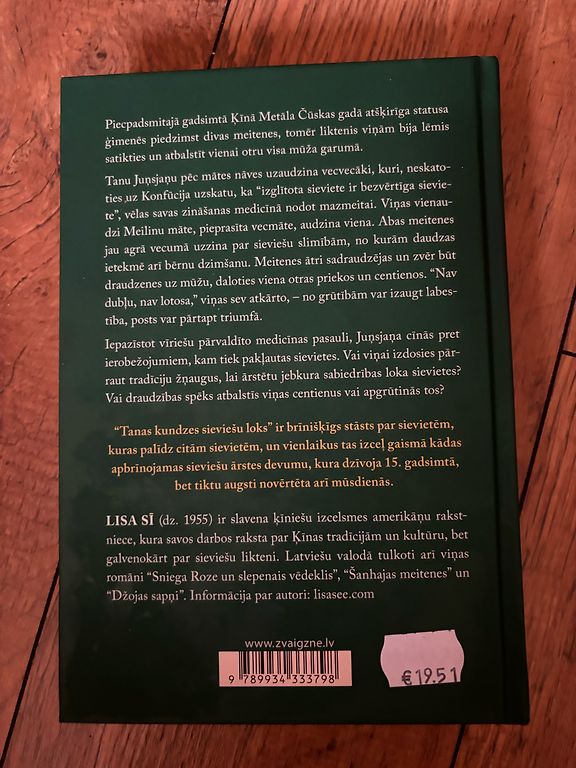 Piecpadsmitajā gadsimtā Ķīnā Metāla Čūskas gadā atšķirīga statusa
ģimenēs piedzimst divas meitenes, tomēr liktenis viņām bija lēmis
satikties un atbalstīt vienai otru visa mūža garumā.
Tanu Juņsjaņu pēc mātes nāves uzaudzina vecvecāki, kuri, neskato-
ties uz Konfūcija uzskatu, ka “izglītota sieviete ir bezvērtīga sievie-
te”, vēlas savas zināšanas medicīnā nodot mazmeitai. Viņas vienau-
dzi Meilinu māte, pieprasīta vecmāte, audzina viena. Abas meitenes
jau agrā vecumā uzzina par sieviešu slimībām, no kurām daudzas
ietekmē arī bērnu dzimšanu. Meitenes ātri sadraudzējas un zvēr būt
draudzenes uz mūžu, daloties viena otras priekos un centienos. “Nav
dubļu, nav lotosa,” viņas sev atkārto, – no grūtībām var izaugt labes-
tība, posts var pārtapt triumfā.
Iepazīstot vīriešu pārvaldīto medicīnas pasauli, Juņsjaņa cīnās pret
ierobežojumiem, kam tiek pakļautas sievietes. Vai viņai izdosies pār-
raut tradīciju žņaugus, lai ārstētu jebkura sabiedrības loka sievietes?
Vai draudzības spēks atbalstīs viņas centienus vai apgrūtinās tos?
“Tanas kundzes sieviešu loks” ir brīnišķīgs stāsts par sievietēm,
kuras palīdz citām sievietēm, un vienlaikus tas izceļ gaismā kādas
apbrīnojamas sieviešu ārstes devumu, kura dzīvoja 15. gadsimtā,
bet tiktu augsti novērtēta arī mūsdienās.
LISA SĪ (dz. 1955) ir slavena ķīniešu izcelsmes amerikāņu rakst-
niece, kura savos darbos raksta par Ķīnas tradīcijām un kultūru, bet
galvenokārt par sieviešu likteni. Latviešu valodā tulkoti arī viņas
romāni “Sniega Roze un slepenais vēdeklis”, “Šanhajas meitenes” un
“Džojas sapņi”. Informācija par autori: lisasee.com
www.zvaigzne.lv
€19.51
9 789934 333798